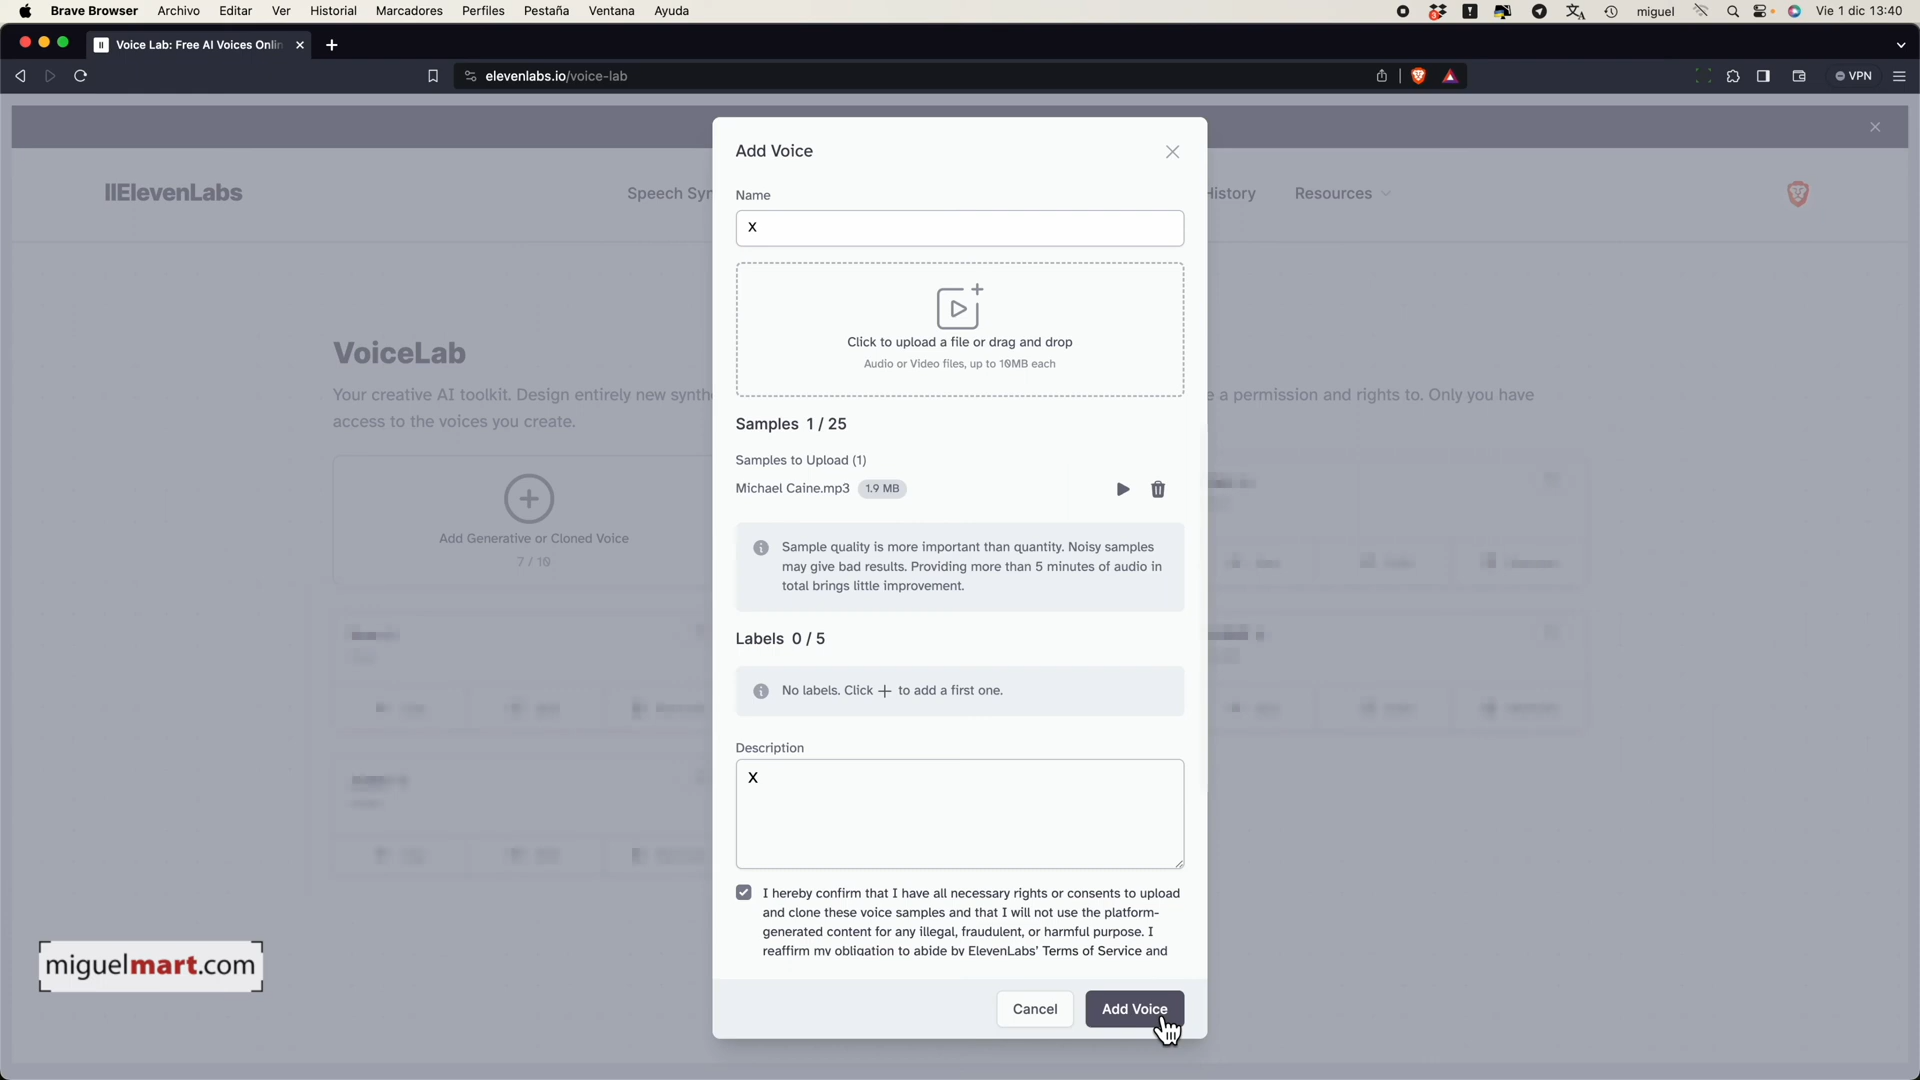 Brave Browser Archivo Editar Ver Historial Marcadores Perfiles Pestaña Ventana Ayuda miguel Vie 1 dic 13:40
Voice Lab: Free AI Voices Onlin
elevenlabs.io/voice-lab
VPN
Add Voice
IIElevenLabs
Speech Syn
History
Resources
Name
X
Click to upload a file or drag and drop
Audio or Video files, up to 10MB each
VoiceLab
Your creative AI toolkit. Design entirely new synthe
e a permission and rights to. Only you have
access to the voices you create.
Samples 1 / 25
Samples to Upload (1)
Michael Caine.mp3 1.9 MB
Add Generative or Cloned Voice
7 / 10
Sample quality is more important than quantity. Noisy samples
may give bad results. Providing more than 5 minutes of audio in
total brings little improvement.
Labels 0 / 5
No labels. Click + to add a first one.
Description
X
I hereby confirm that I have all necessary rights or consents to upload
and clone these voice samples and that I will not use the platform-
generated content for any illegal, fraudulent, or harmful purpose. I
reaffirm my obligation to abide by ElevenLabs' Terms of Service and
Cancel
Add Voice
miguelmart.com